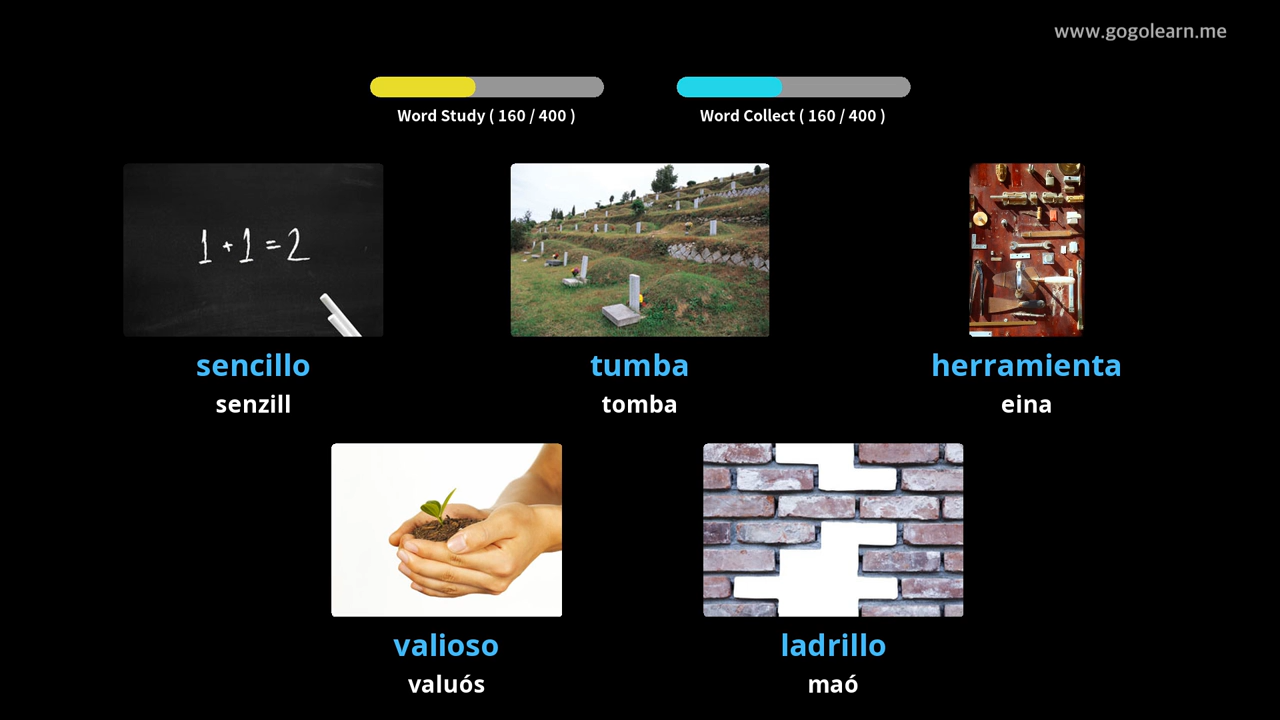 www.gogolearn.me
Word Study ( 160 / 400 )
Word Collect ( 160 / 400 )
1 + 1 = 2
sencillo
senzill
tumba
tomba
herramienta
eina
valioso
valuós
ladrillo
maó